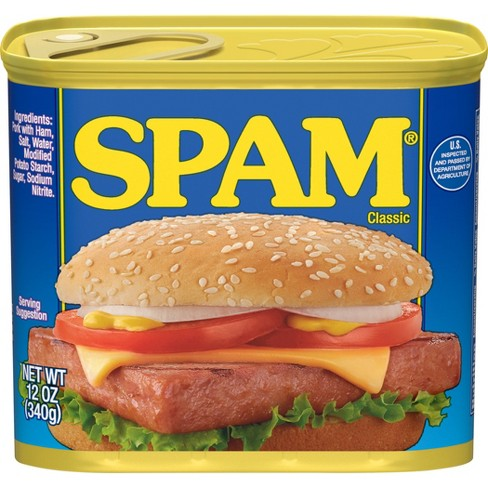 SPAM®
Classic
Ingredients:
Pork with Ham,
Salt, Water,
Modified
Potato Starch,
Sugar, Sodium
Nitrite.
U.S.
INSPECTED
AND PASSED BY
DEPARTMENT OF
AGRICULTURE
Serving
Suggestion
NET WT
12 OZ
(340g)